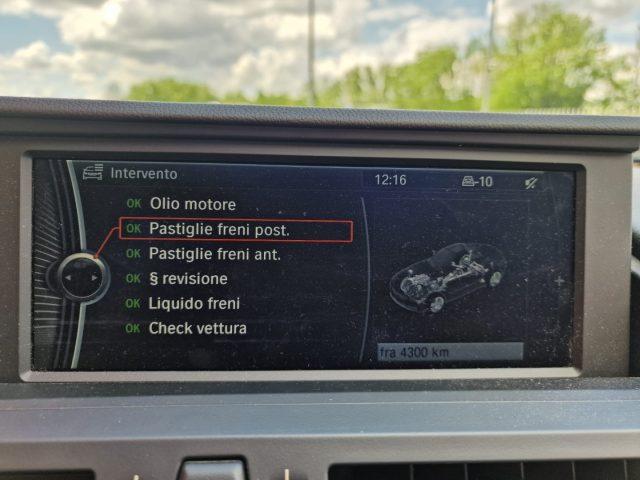 Intervento
12:16
-10
OK Olio motore
OK Pastiglie freni post.
OK Pastiglie freni ant.
OK § revisione
OK Liquido freni
OK Check vettura
fra 4300 km